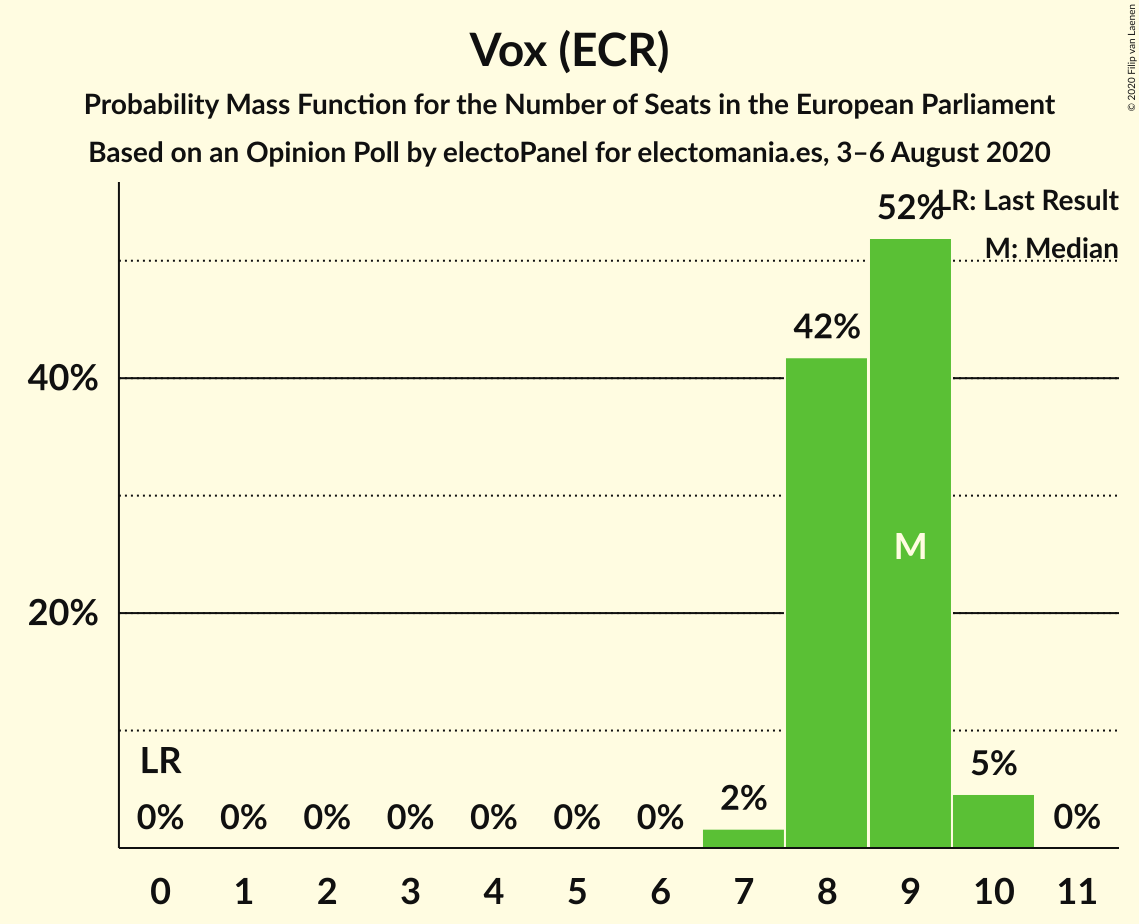 Vox (ECR)
Probability Mass Function for the Number of Seats in the European Parliament
Based on an Opinion Poll by electoPanel for electomania.es, 3–6 August 2020
© 2020 Filip van Laenen
LR: Last Result
M: Median
52%
42%
40%
M
20%
LR
5%
2%
0% 0% 0% 0% 0% 0% 0% 0%
0 1 2 3 4 5 6 7 8 9 10 11